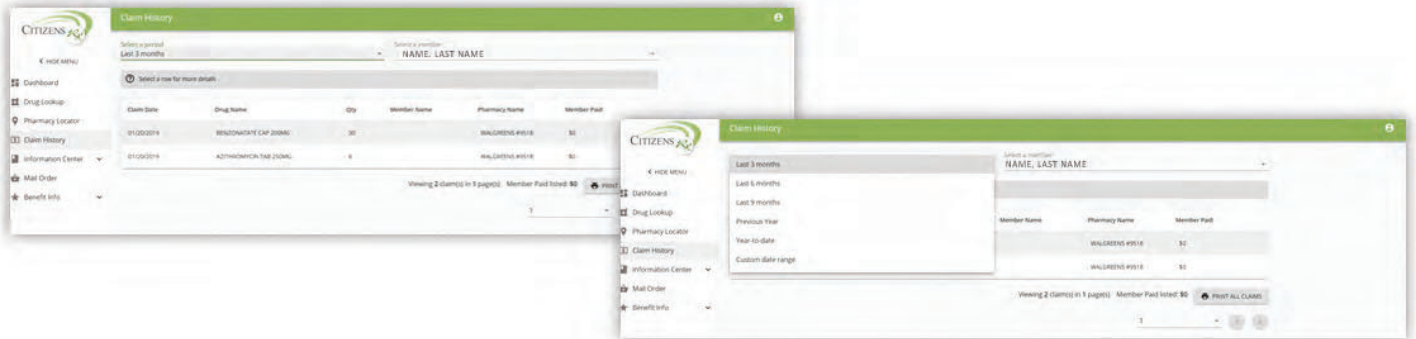 CITIZENS Rx
Claim History
HIDE MENU
Select a period
Last 3 months
Select a member
NAME, LAST NAME
Select a row for more details
Dashboard
Drug Lookup
Pharmacy Locator
Claim History
Information Center
Mail Order
Benefit Info
Claim Date Drug Name Qty Member Name Pharmacy Name Member Paid
01/20/2019 BENZONATATE CAP 200MG 30 WALGREENS #9518 $0
01/20/2019 AZITHROMYCIN TAB 250MG 6 WALGREENS #9518 $0
Viewing 2 claim(s) in 1 page(s) Member Paid listed: $0 PRINT
1
CITIZENS Rx
Claim History
HIDE MENU
Last 3 months
Last 6 months
Last 9 months
Previous Year
Year-to-date
Custom date range
Select a member
NAME, LAST NAME
Dashboard
Drug Lookup
Pharmacy Locator
Claim History
Information Center
Mail Order
Benefit Info
Member Name Pharmacy Name Member Paid
WALGREENS #9518 $0
WALGREENS #9518 $0
Viewing 2 claim(s) in 1 page(s) Member Paid listed: $0 PRINT ALL CLAIMS
1